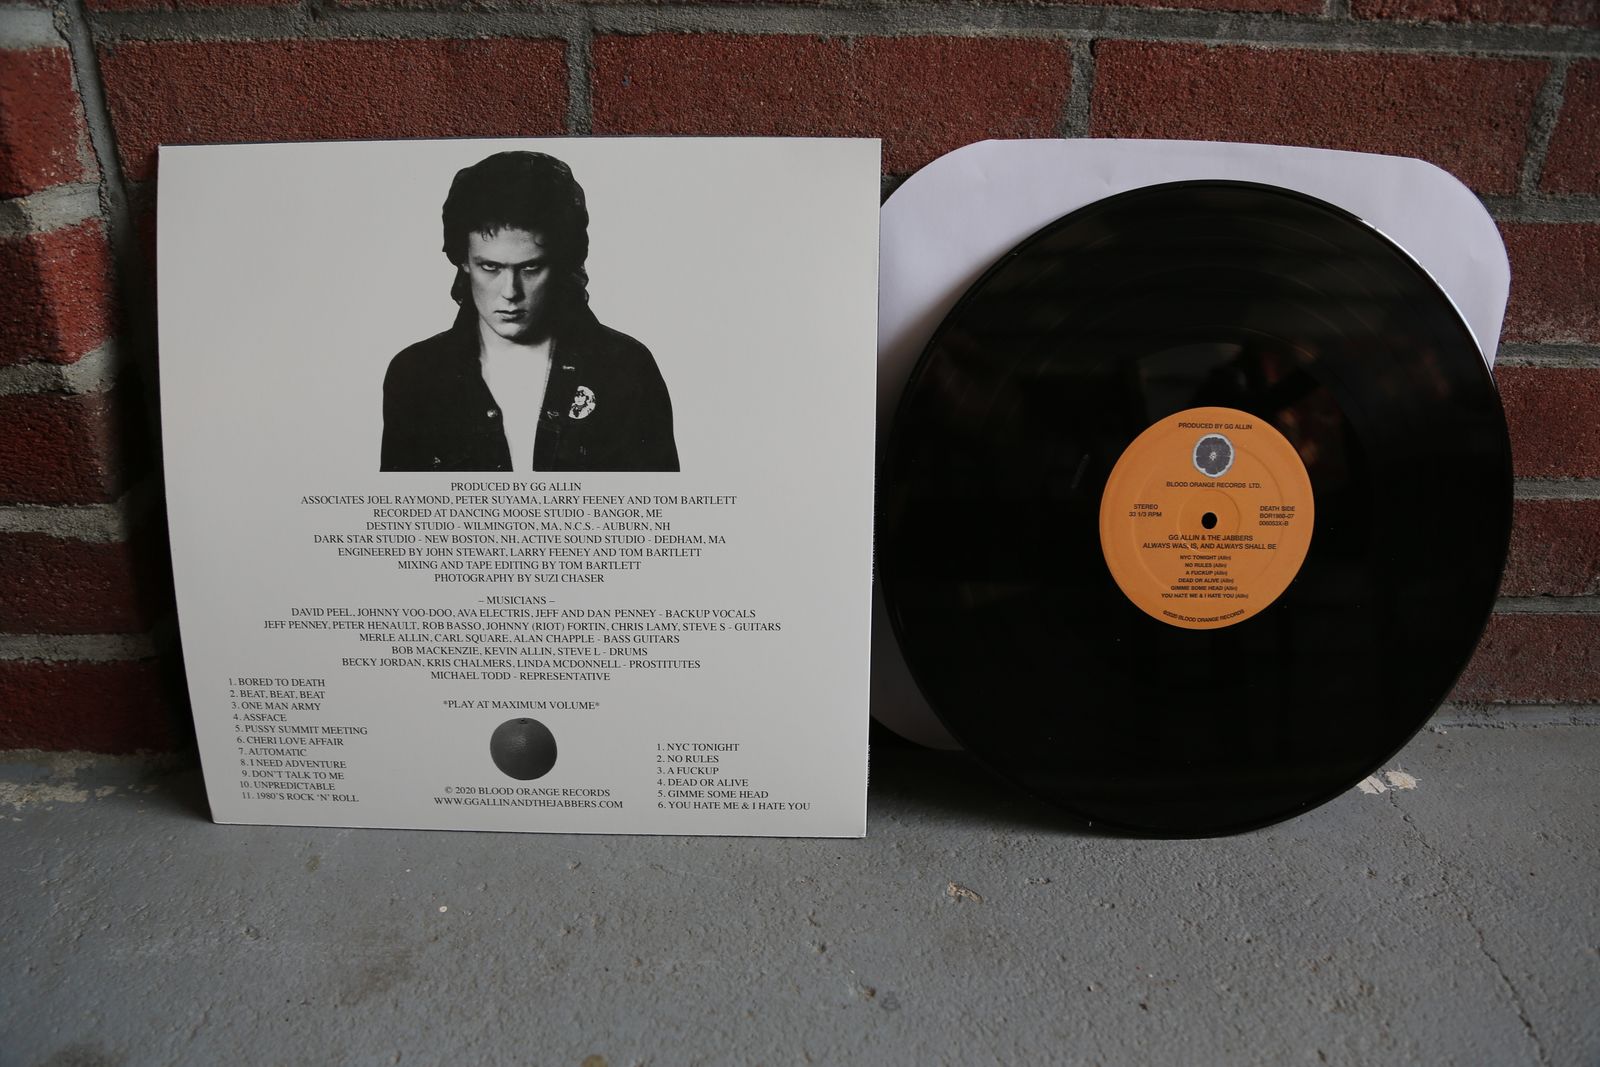 PRODUCED BY GG ALLIN
ASSOCIATES JOEL RAYMOND, PETER SUYAMA, LARRY FEENEY AND TOM BARTLETT
RECORDED AT DANCING MOOSE STUDIO - BANGOR, ME
DESTINY STUDIO - WILMINGTON, MA, N.C.S. - AUBURN, NH
DARK STAR STUDIO - NEW BOSTON, NH, ACTIVE SOUND STUDIO - DEDHAM, MA
ENGINEERED BY JOHN STEWART, LARRY FEENEY AND TOM BARTLETT
MIXING AND TAPE EDITING BY TOM BARTLETT
PHOTOGRAPHY BY SUZI CHASER
– MUSICIANS –
DAVID PEEL, JOHNNY VOO-DOO, AVA ELECTRIS, JEFF AND DAN PENNEY - BACKUP VOCALS
JEFF PENNEY, PETER HENAULT, ROB BASSO, JOHNNY (RIOT) FORTIN, CHRIS LAMY, STEVE S - GUITARS
MERLE ALLIN, CARL SQUARE, ALAN CHAPPLE - BASS GUITARS
BOB MACKENZIE, KEVIN ALLIN, STEVE L - DRUMS
BECKY JORDAN, KRIS CHALMERS, LINDA MCDONNELL - PROSTITUTES
MICHAEL TODD - REPRESENTATIVE
1. BORED TO DEATH
2. BEAT, BEAT, BEAT
3. ONE MAN ARMY
4. ASSFACE
5. PUSSY SUMMIT MEETING
6. CHERI LOVE AFFAIR
7. AUTOMATIC
8. I NEED ADVENTURE
9. DON'T TALK TO ME
10. UNPREDICTABLE
11. 1980'S ROCK 'N' ROLL
*PLAY AT MAXIMUM VOLUME*
© 2020 BLOOD ORANGE RECORDS
WWW.GGALLINANDTHEJABBERS.COM
1. NYC TONIGHT
2. NO RULES
3. A FUCKUP
4. DEAD OR ALIVE
5. GIMME SOME HEAD
6. YOU HATE ME & I HATE YOU
PRODUCED BY GG ALLIN
BLOOD ORANGE RECORDS LTD.
STEREO
33 1/3 RPM
DEATH SIDE
BOR1980-07
006053X-B
GG ALLIN & THE JABBERS
ALWAYS WAS, IS, AND ALWAYS SHALL BE
NYC TONIGHT (Allin)
NO RULES (Allin)
A FUCKUP (Allin)
DEAD OR ALIVE (Allin)
GIMME SOME HEAD (Allin)
YOU HATE ME & I HATE YOU (Allin)
©2020 BLOOD ORANGE RECORDS